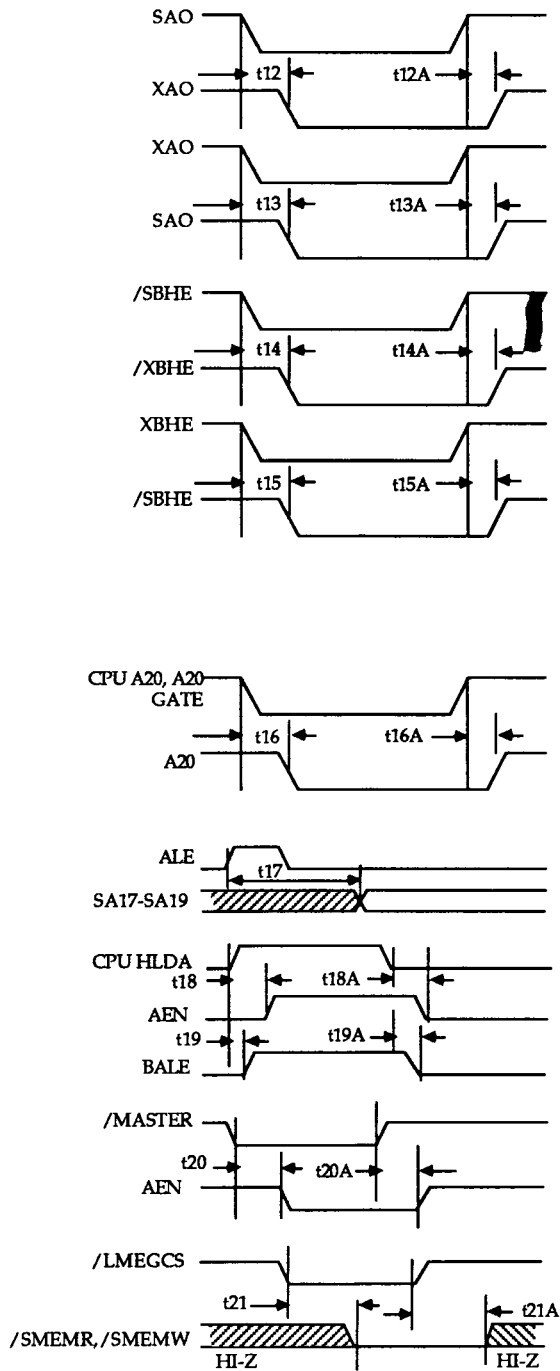 SAO
t12 t12A
XAO
XAO
t13 t13A
SAO
/SBHE
t14 t14A
/XBHE
XBHE
t15 t15A
/SBHE
CPU A20, A20
GATE
t16 t16A
A20
ALE
t17
SA17-SA19
CPU HLDA
t18 t18A
AEN
t19 t19A
BALE
/MASTER
t20 t20A
AEN
/LMEGCS
t21 t21A
/SMEMR, /SMEMW
HI-Z HI-Z